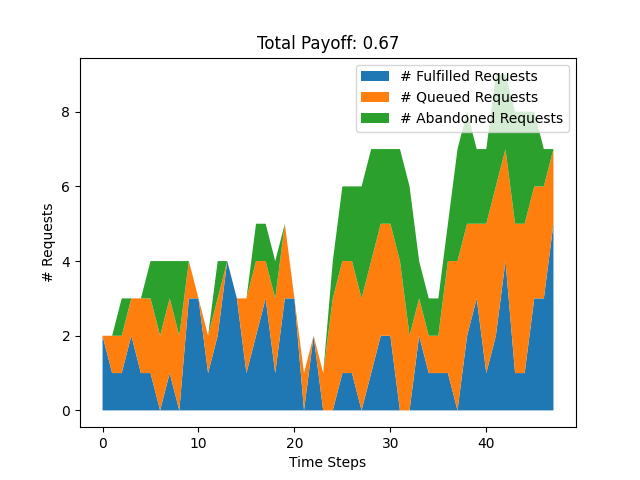 Total Payoff: 0.67
# Fulfilled Requests
# Queued Requests
# Abandoned Requests
# Requests
8
6
4
2
0
0 10 20 30 40
Time Steps